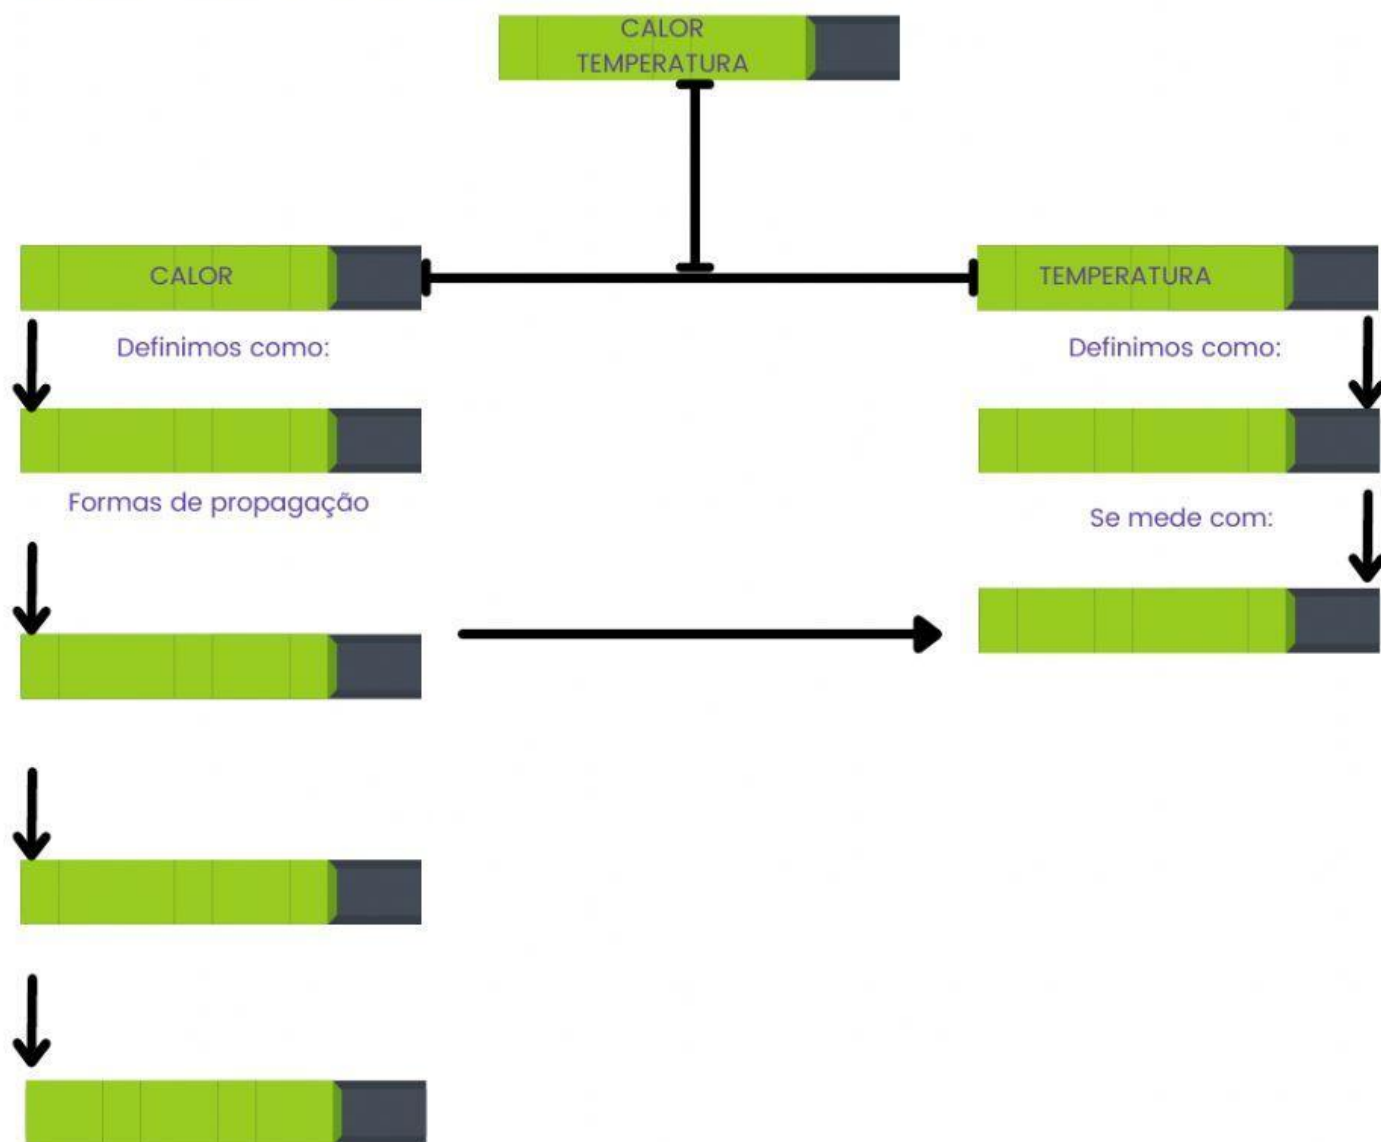 CALOR
TEMPERATURA
CALOR
TEMPERATURA
Definimos como:
Definimos como:
Formas de propagação
Se mede com: